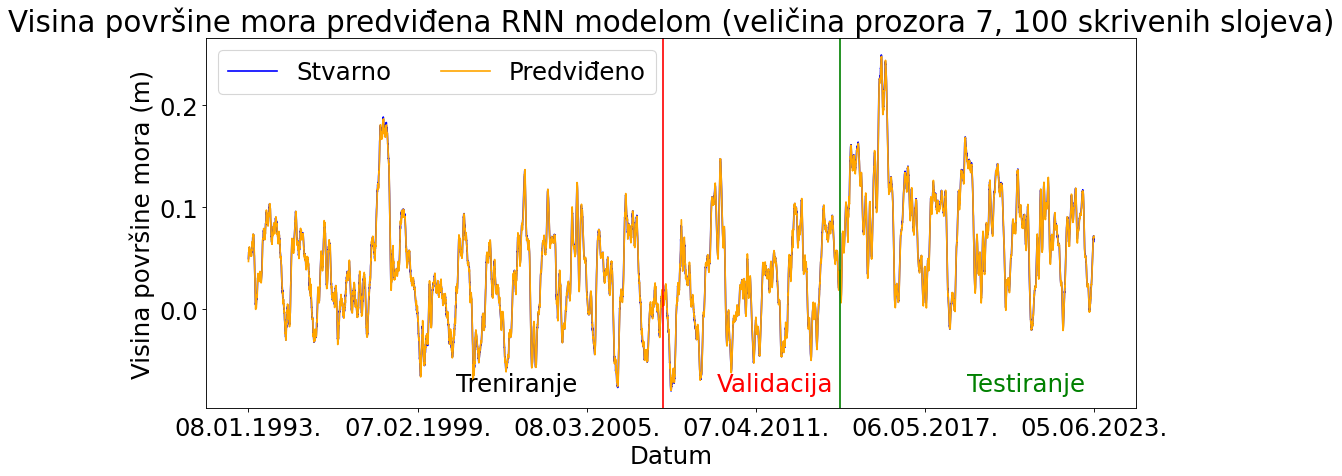 Visina površine mora predviđena RNN modelom (veličina prozora 7, 100 skrivenih slojeva)
Stvarno
Predviđeno
Visina površine mora (m)
0.2
0.1
0.0
Treniranje
Validacija
Testiranje
08.01.1993.
07.02.1999.
08.03.2005.
07.04.2011.
06.05.2017.
05.06.2023.
Datum